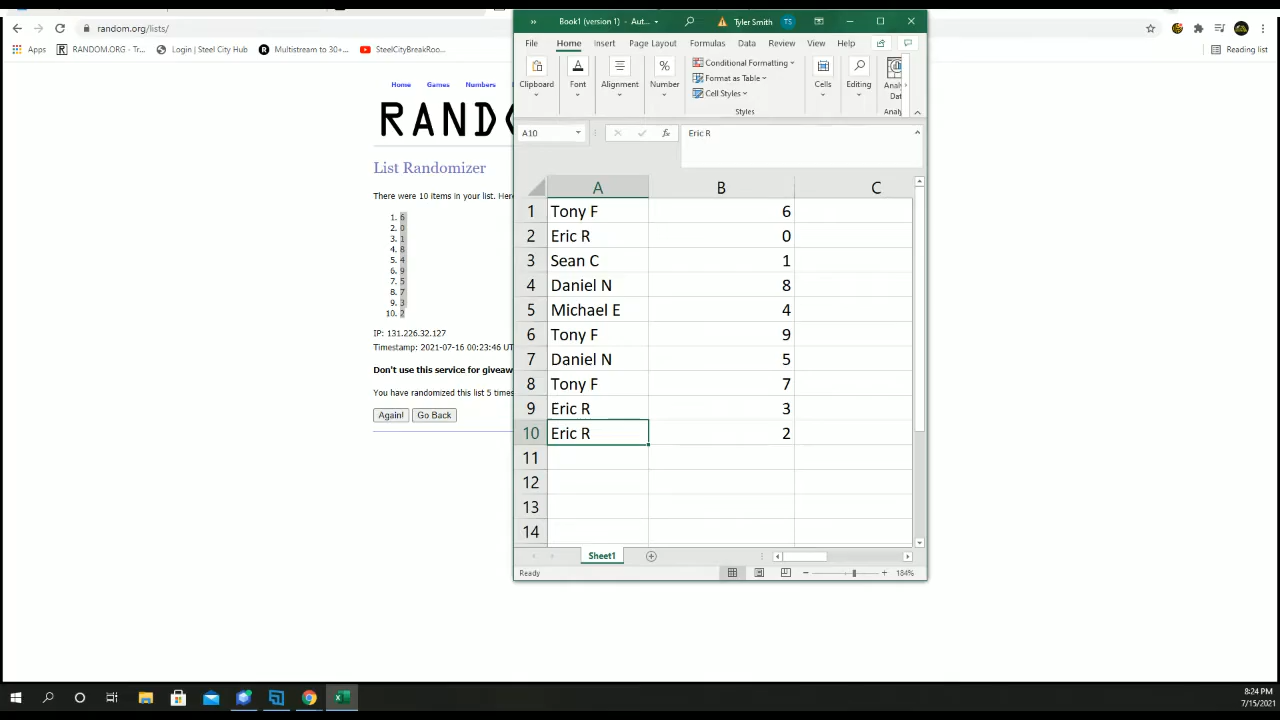 random.org/lists/
Apps
RANDOM.ORG - Tr...
Login | Steel City Hub
Multistream to 30+...
SteelCityBreakRoo...
Reading list
Home Games Numbers
RANDO
List Randomizer
There were 10 items in your list. Here
1. 6
2. 0
3. 1
4. 8
5. 4
6. 9
7. 5
8. 7
9. 3
10. 2
IP: 131.226.32.127
Timestamp: 2021-07-16 00:23:46 UT
Don't use this service for giveaw
You have randomized this list 5 times
Again! Go Back
Book1 (version 1) - Aut...
Tyler Smith TS
File Home Insert Page Layout Formulas Data Review View Help
Clipboard
Font
Alignment
Number
Conditional Formatting
Format as Table
Cell Styles
Styles
Cells
Editing
Analy
Dat
Analy
A10 fx Eric R
A B C
1 Tony F 6
2 Eric R 0
3 Sean C 1
4 Daniel N 8
5 Michael E 4
6 Tony F 9
7 Daniel N 5
8 Tony F 7
9 Eric R 3
10 Eric R 2
11
12
13
14
Sheet1
Ready
184%
8:24 PM
7/15/2021